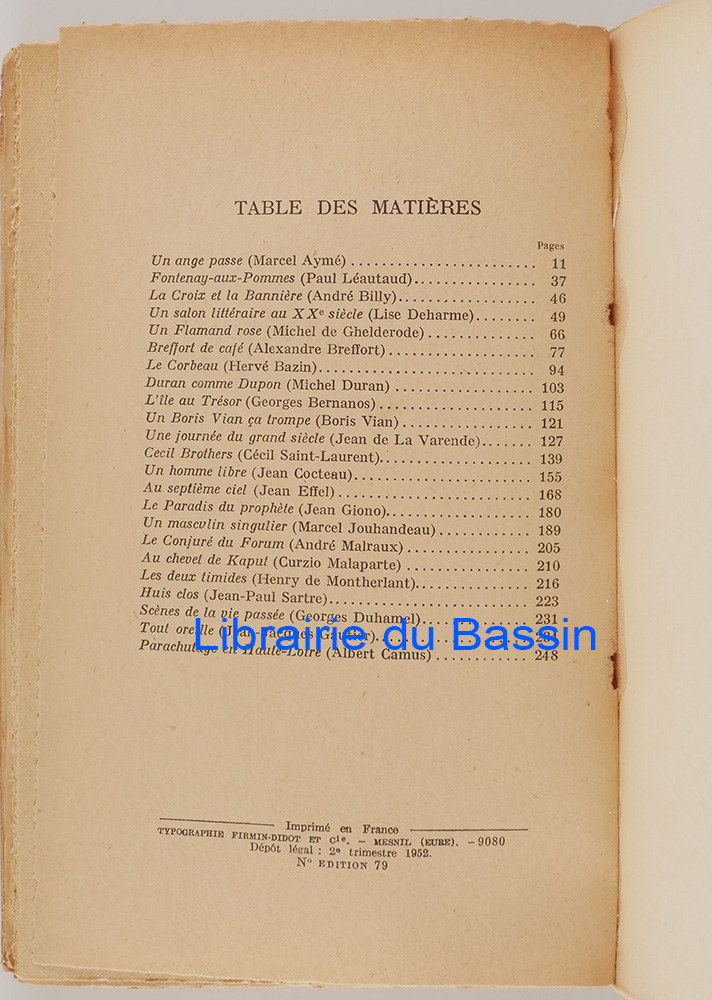 TABLE DES MATIÈRES
Pages
Un ange passe (Marcel Aymé) ........................ 11
Fontenay-aux-Pommes (Paul Léautaud)................ 37
La Croix et la Bannière (André Billy).................. 46
Un salon littéraire au XXe siècle (Lise Deharme)........ 49
Un Flamand rose (Michel de Ghelderode) .............. 66
Breffort de café (Alexandre Breffort) ................... 77
Le Corbeau (Hervé Bazin)............................ 94
Duran comme Dupon (Michel Duran) .................. 103
L'île au Trésor (Georges Bernanos) .................... 115
Un Boris Vian ça trompe (Boris Vian) ................. 121
Une journée du grand siècle (Jean de La Varende)....... 127
Cecil Brothers (Cécil Saint-Laurent).................... 139
Un homme libre (Jean Cocteau)....................... 155
Au septième ciel (Jean Effel) ......................... 168
Le Paradis du prophète (Jean Giono)................... 180
Un masculin singulier (Marcel Jouhandeau) ............ 189
Le Conjuré du Forum (André Malraux) ................ 205
Au chevet de Kaput (Curzio Malaparte) ................ 210
Les deux timides (Henry de Montherlant)............... 216
Huis clos (Jean-Paul Sartre).......................... 223
Scènes de la vie passée (Georges Duhamel).............. 231
Tout oreille
Parachutage en Haute-Loire (Albert Camus) ............ 248
Librairie du Bassin
Imprimé en France
TYPOGRAPHIE FIRMIN-DIDOT ET Cie. – MESNIL (EURE). – 9080
Dépôt légal : 2e trimestre 1952.
N° EDITION 79